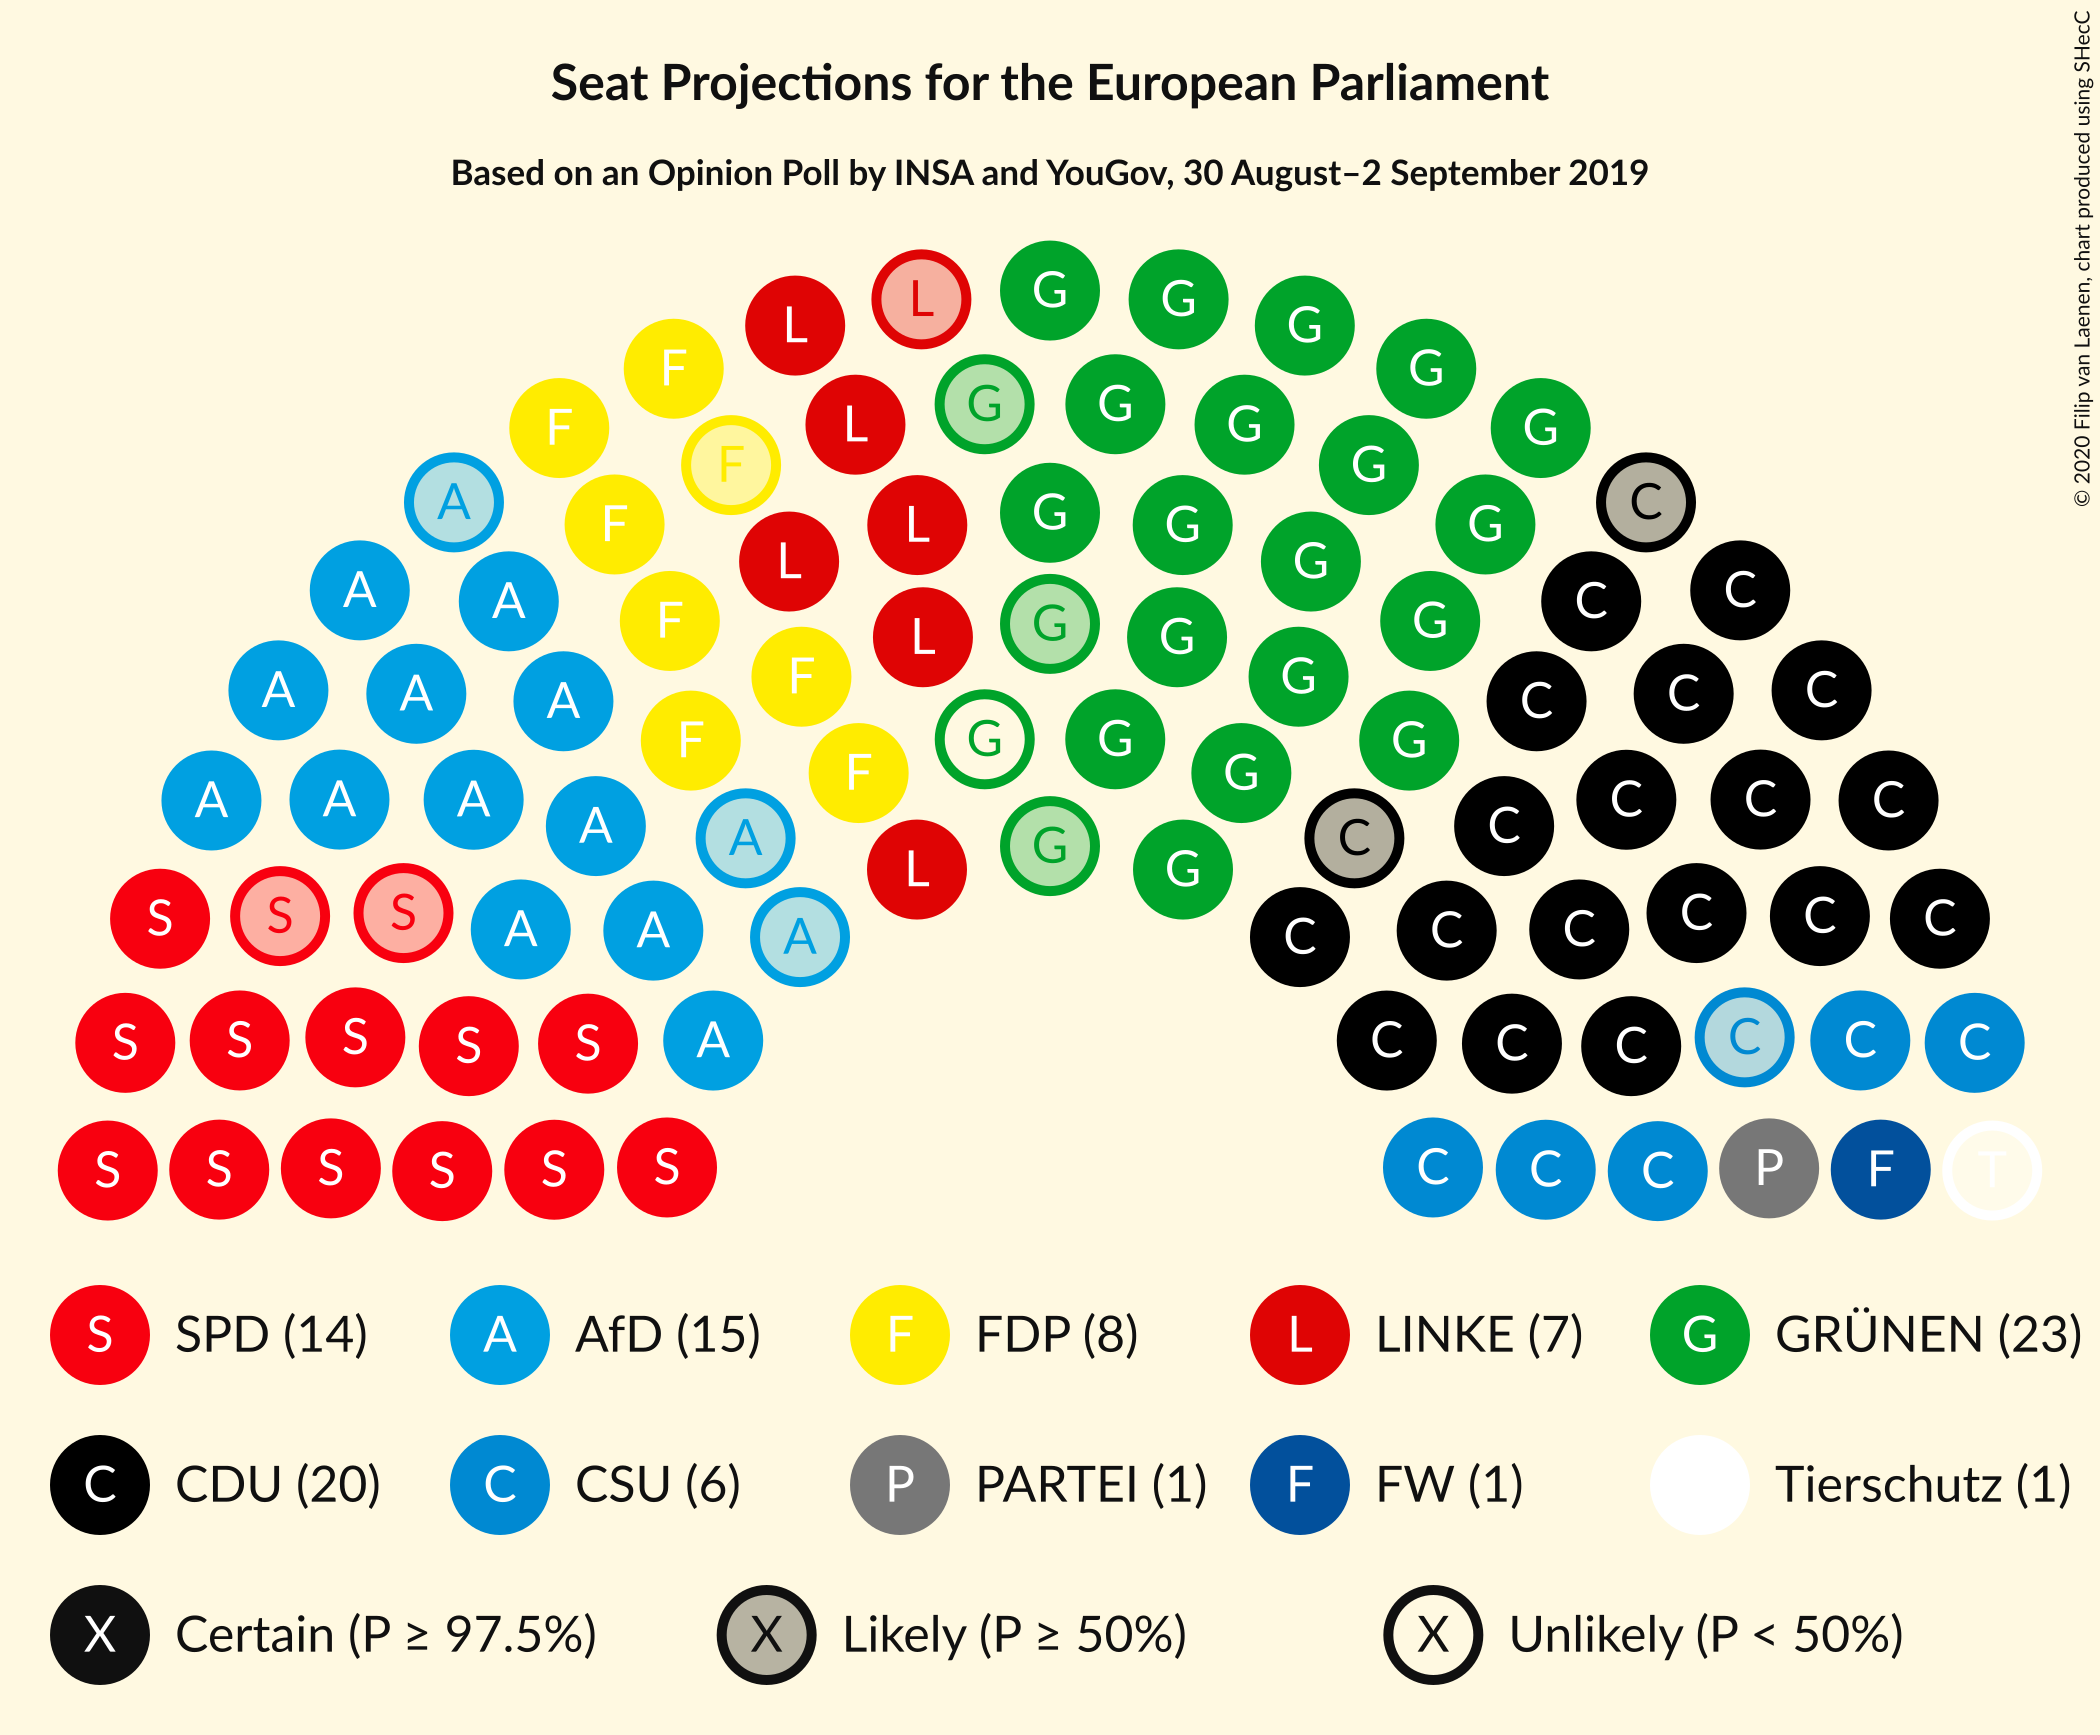 Seat Projections for the European Parliament
Based on an Opinion Poll by INSA and YouGov, 30 August–2 September 2019
© 2020 Filip van Laenen, chart produced using SHecC
L G G G
L
F G
G G
F L G
F G
G
A F C
G
F L G G
L G
A C
A G
C
F G
L G
A F G
A C
A C
A F G C
F G
A G
A C
A C
A F G C
A C
A C
L G G
S C
S C
S C
A C
A C
A C
S C
S C
S C
S C
S C
A C
S C
S C
S C
S P
S F
S T
S SPD (14) A AfD (15) F FDP (8) L LINKE (7) G GRÜNEN (23)
C CDU (20) C CSU (6) P PARTEI (1) F FW (1) Tierschutz (1)
X Certain (P ≥ 97.5%) X Likely (P ≥ 50%) X Unlikely (P < 50%)